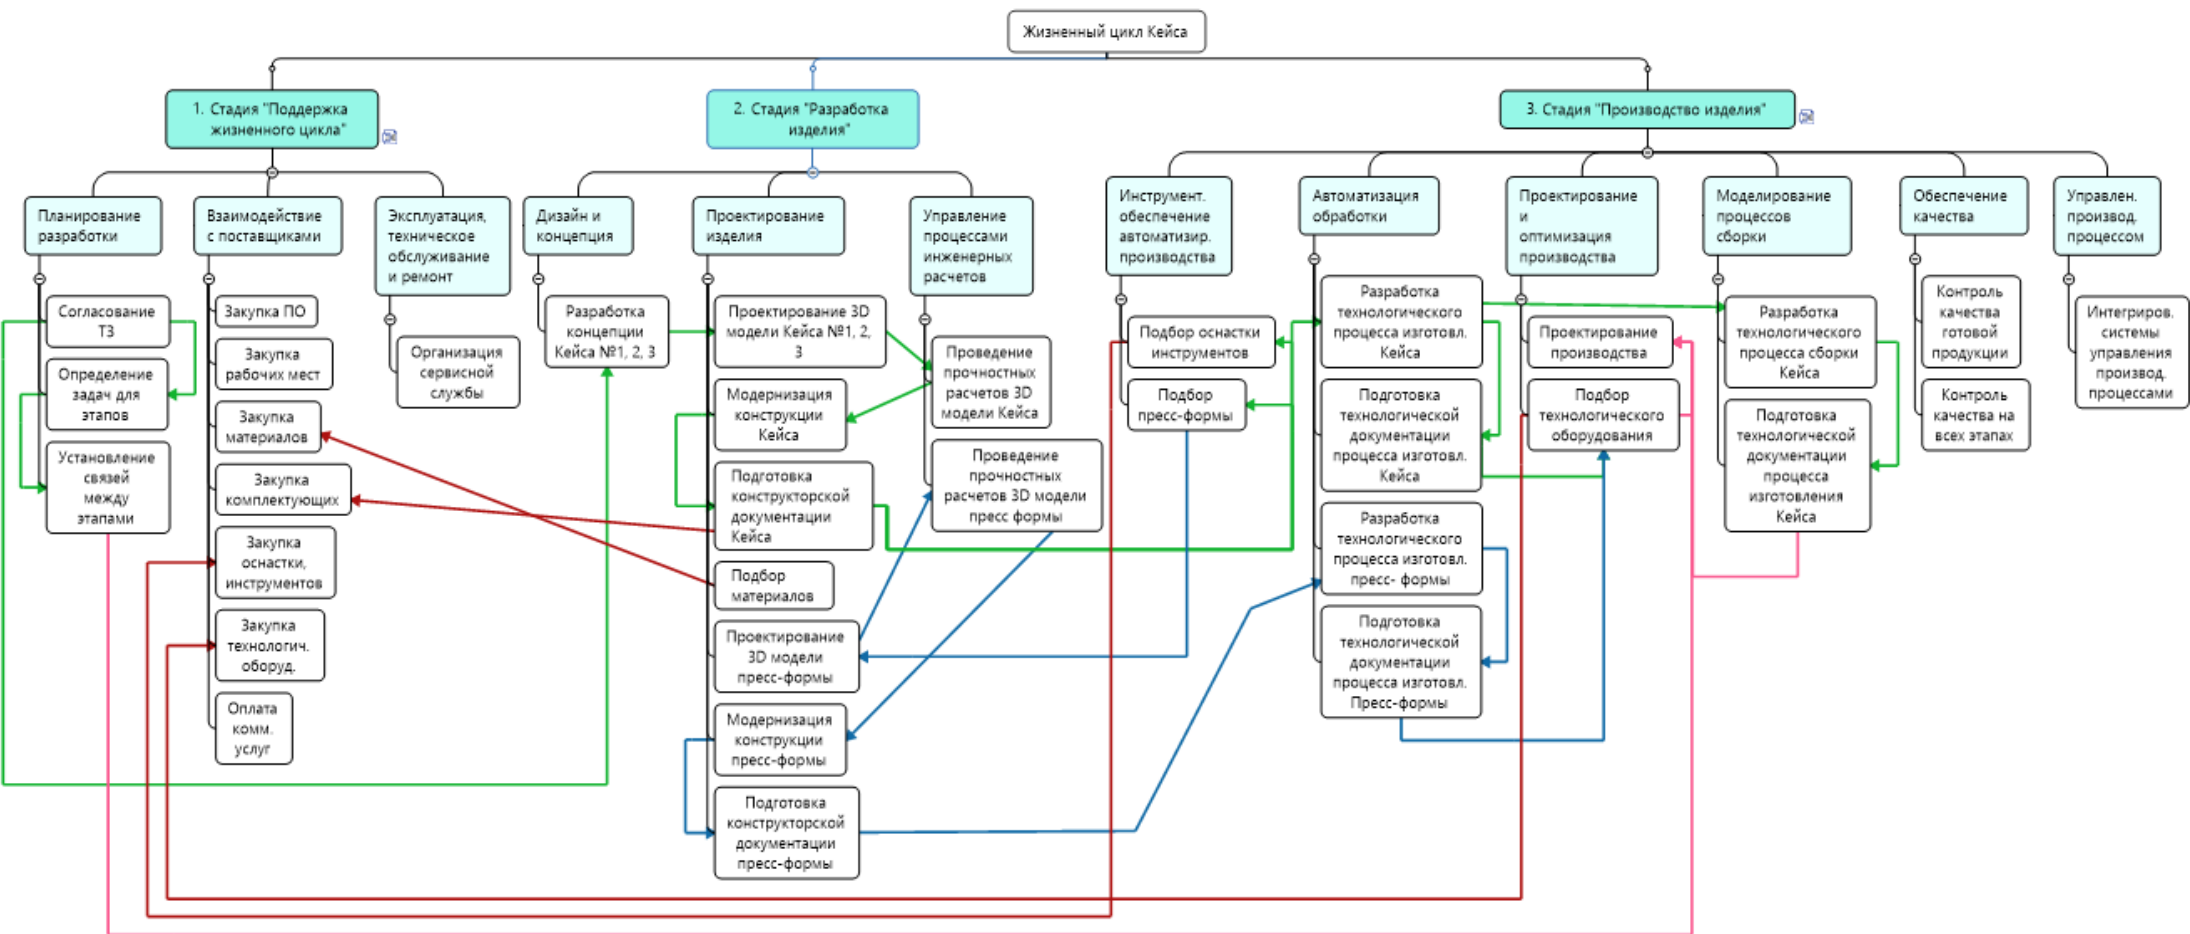 Жизненный цикл Кейса
1. Стадия "Поддержка
жизненного цикла"
2. Стадия "Разработка
изделия"
3. Стадия "Производство изделия"
Планирование
разработки
Согласование
ТЗ
Определение
задач для
этапов
Установление
связей
между
этапами
Взаимодействие
с поставщиками
Закупка ПО
Закупка
рабочих мест
Закупка
материалов
Закупка
комплектующих
Закупка
оснастки,
инструментов
Закупка
технологич.
оборуд.
Оплата
комм.
услуг
Эксплуатация,
техническое
обслуживание
и ремонт
Организация
сервисной
службы
Дизайн и
концепция
Разработка
концепции
Кейса №1, 2, 3
Проектирование
изделия
Проектирование 3D
модели Кейса №1, 2,
3
Модернизация
конструкции
Кейса
Подготовка
конструкторской
документации
Кейса
Подбор
материалов
Проектирование
3D модели
пресс-формы
Модернизация
конструкции
пресс-формы
Подготовка
конструкторской
документации
пресс-формы
Управление
процессами
инженерных
расчетов
Проведение
прочностных
расчетов 3D
модели Кейса
Проведение
прочностных
расчетов 3D модели
пресс формы
Инструмент.
обеспечение
автоматизир.
производства
Подбор оснастки
инструментов
Подбор
пресс-формы
Автоматизация
обработки
Разработка
технологического
процесса изготовл.
Кейса
Подготовка
технологической
документации
процесса изготовл.
Кейса
Разработка
технологического
процесса изготовл.
пресс- формы
Подготовка
технологической
документации
процесса изготовл.
Пресс-формы
Проектирование
и
оптимизация
производства
Проектирование
производства
Подбор
технологического
оборудования
Моделирование
процессов
сборки
Разработка
технологического
процесса сборки
Кейса
Подготовка
технологической
документации
процесса
изготовления
Кейса
Обеспечение
качества
Контроль
качества
готовой
продукции
Контроль
качества на
всех этапах
Управлен.
производ.
процессом
Интегриров.
системы
управления
производ.
процессами